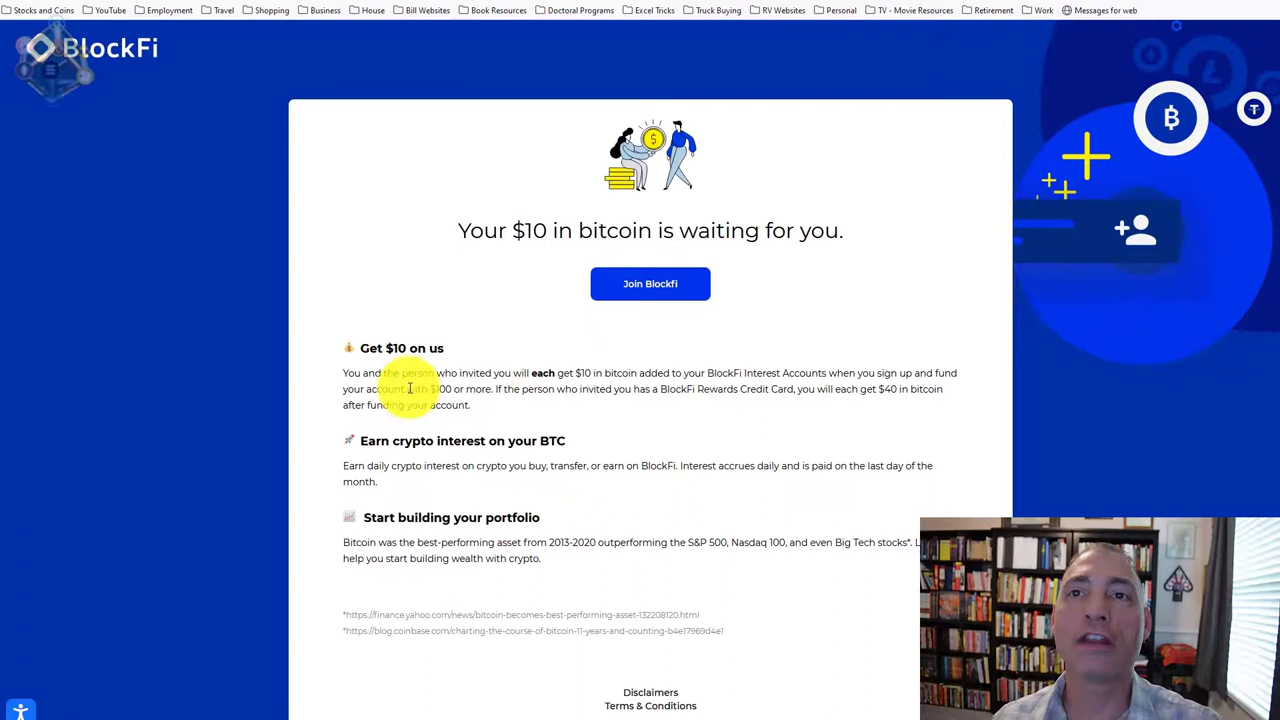 Stocks and Coins YouTube Employment Travel Shopping Business House Bill Websites Book Resources Doctoral Programs Excel Tricks Truck Buying RV Websites Personal TV - Movie Resources Retirement Work Messages for web
BlockFi
Your $10 in bitcoin is waiting for you.
Join Blockfi
Get $10 on us
You and the person who invited you will each get $10 in bitcoin added to your BlockFi Interest Accounts when you sign up and fund
your account with $100 or more. If the person who invited you has a BlockFi Rewards Credit Card, you will each get $40 in bitcoin
after funding your account.
Earn crypto interest on your BTC
Earn daily crypto interest on crypto you buy, transfer, or earn on BlockFi. Interest accrues daily and is paid on the last day of the
month.
Start building your portfolio
Bitcoin was the best-performing asset from 2013-2020 outperforming the S&P 500, Nasdaq 100, and even Big Tech stocks*.
help you start building wealth with crypto.
*https://finance.yahoo.com/news/bitcoin-becomes-best-performing-asset-132208120.html
*https://blog.coinbase.com/charting-the-course-of-bitcoin-11-years-and-counting-b4e17969d4e1
Disclaimers
Terms & Conditions